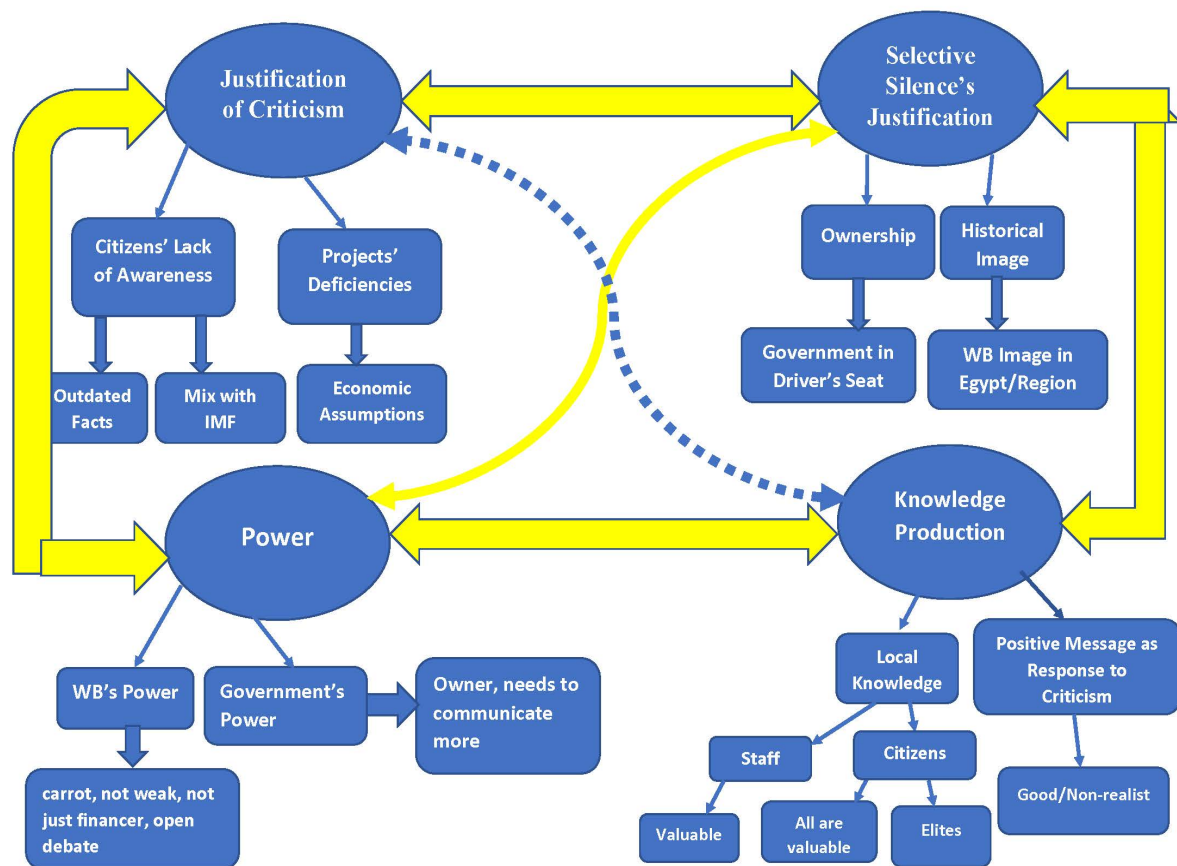 Justification
of Criticism
Selective
Silence's
Justification
Citizens' Lack
of Awareness
Projects'
Deficiencies
Ownership
Historical
Image
Outdated
Facts
Mix with
IMF
Economic
Assumptions
Government in
Driver's Seat
WB Image in
Egypt/Region
Power
Knowledge
Production
WB's Power
Government's
Power
Owner, needs to
communicate
more
Local
Knowledge
Positive Message as
Response to
Criticism
carrot, not weak, not
just financer, open
debate
Staff
Citizens
Good/Non-realist
Valuable
All are
valuable
Elites